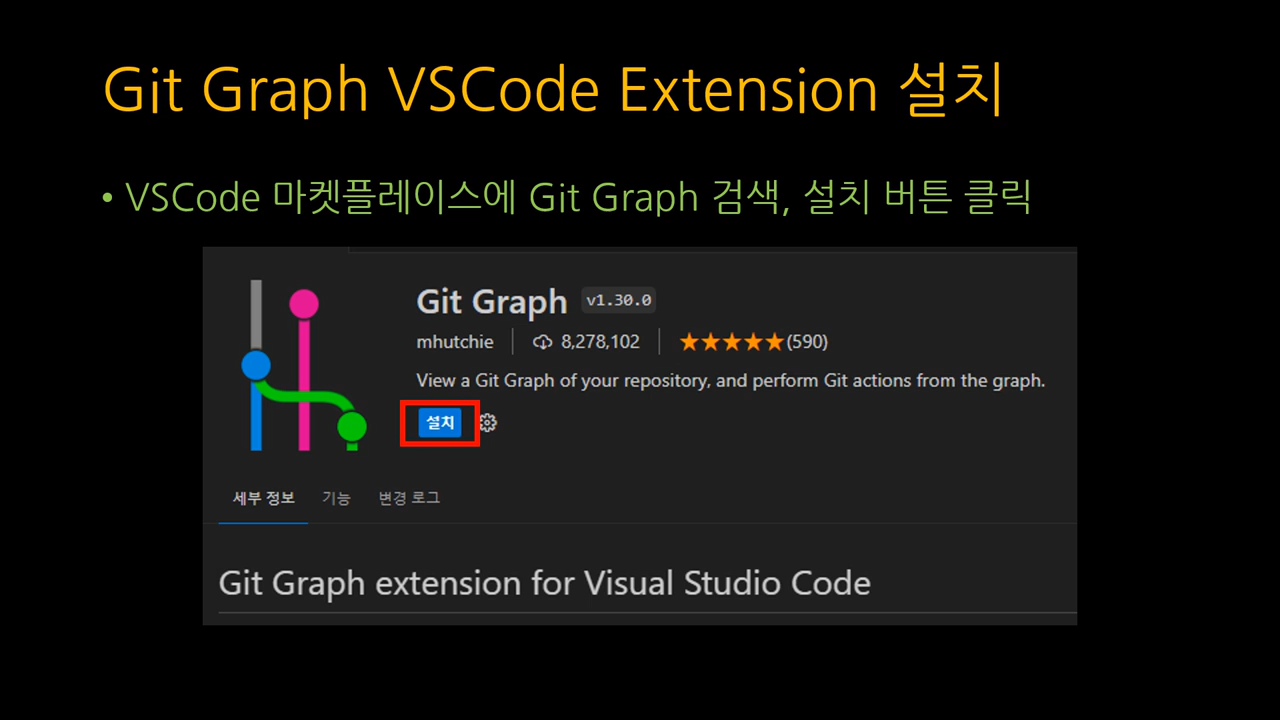 Git Graph VSCode Extension 설치
• VSCode 마켓플레이스에 Git Graph 검색, 설치 버튼 클릭
Git Graph v1.30.0
mhutchie 8,278,102 ★★★★★(590)
View a Git Graph of your repository, and perform Git actions from the graph.
설치
세부 정보 기능 변경 로그
Git Graph extension for Visual Studio Code